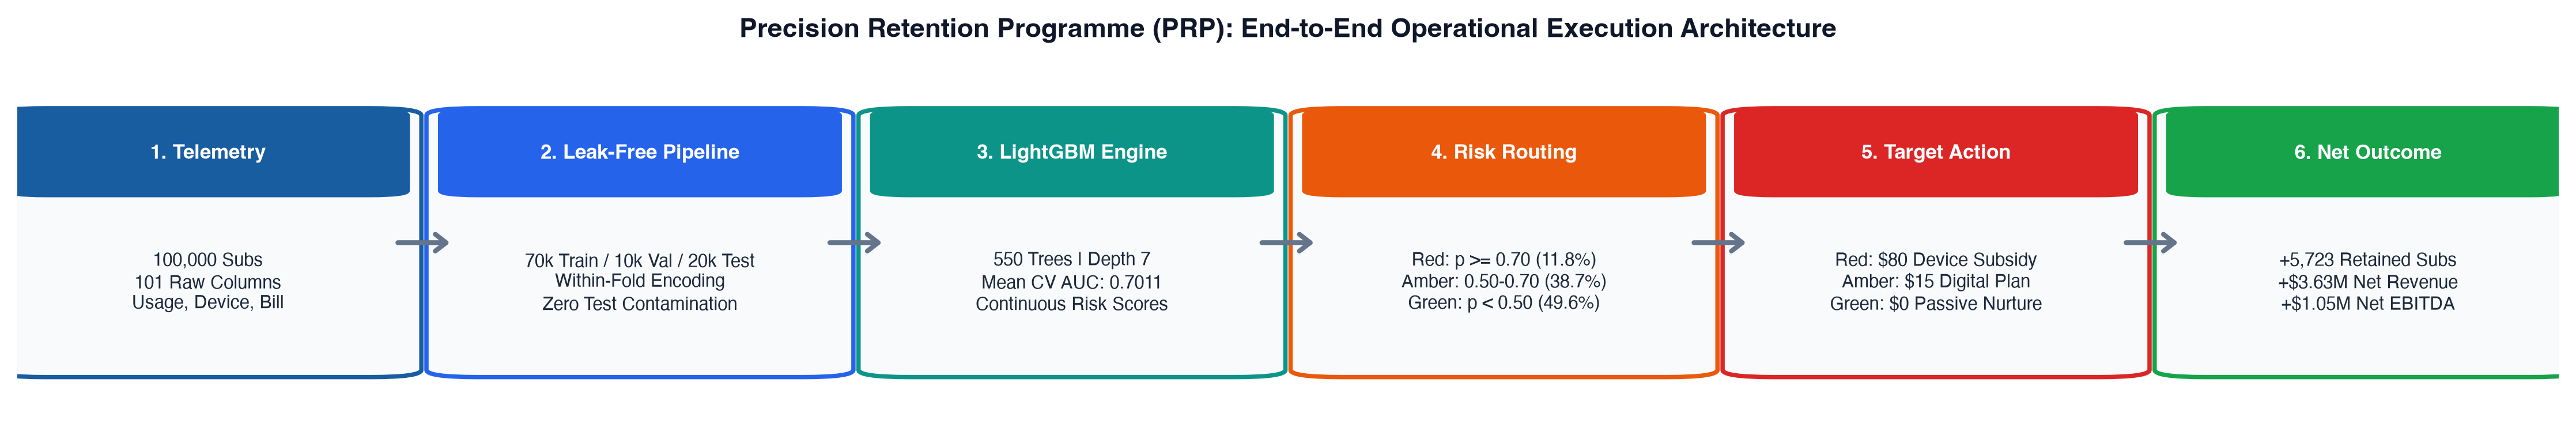 Precision Retention Programme (PRP): End-to-End Operational Execution Architecture
1. Telemetry
100,000 Subs
101 Raw Columns
Usage, Device, Bill
2. Leak-Free Pipeline
70k Train / 10k Val / 20k Test
Within-Fold Encoding
Zero Test Contamination
3. LightGBM Engine
550 Trees | Depth 7
Mean CV AUC: 0.7011
Continuous Risk Scores
4. Risk Routing
Red: p >= 0.70 (11.8%)
Amber: 0.50-0.70 (38.7%)
Green: p < 0.50 (49.6%)
5. Target Action
Red: $80 Device Subsidy
Amber: $15 Digital Plan
Green: $0 Passive Nurture
6. Net Outcome
+5,723 Retained Subs
+$3.63M Net Revenue
+$1.05M Net EBITDA